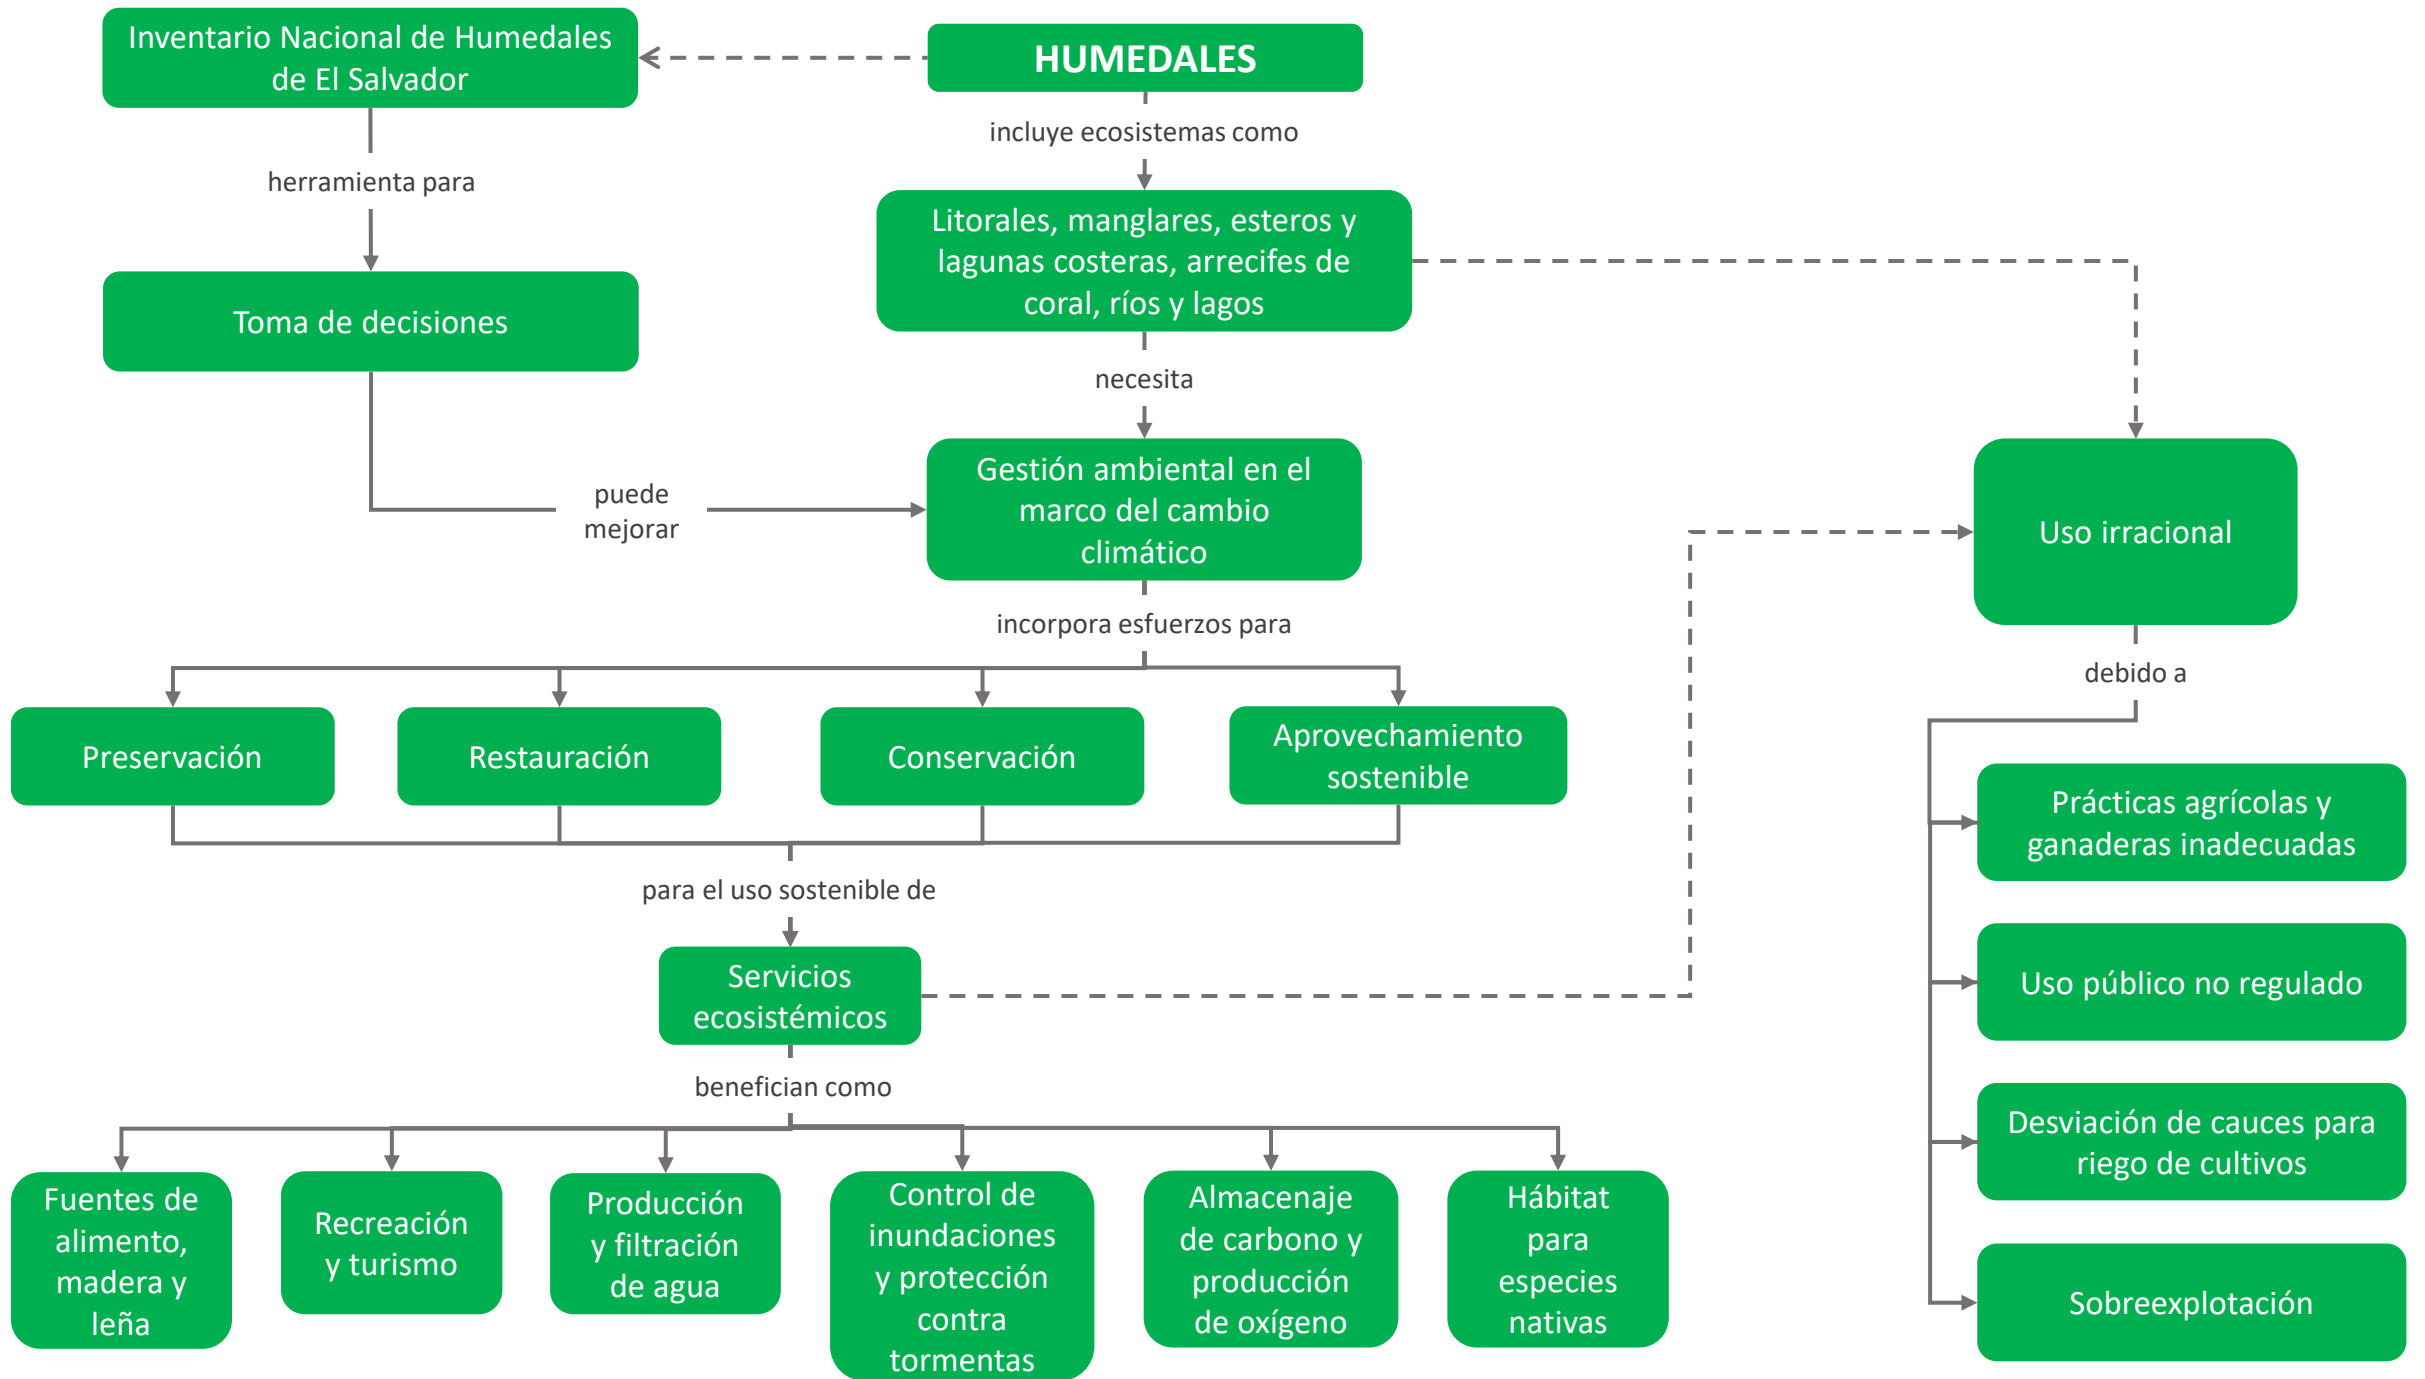 Inventario Nacional de Humedales
de El Salvador
HUMEDALES
incluye ecosistemas como
herramienta para
Litorales, manglares, esteros y
lagunas costeras, arrecifes de
coral, ríos y lagos
Toma de decisiones
necesita
Gestión ambiental en el
marco del cambio
climático
puede
mejorar
Uso irracional
incorpora esfuerzos para
debido a
Preservación
Restauración
Conservación
Aprovechamiento
sostenible
Prácticas agrícolas y
ganaderas inadecuadas
para el uso sostenible de
Servicios
ecosistémicos
Uso público no regulado
benefician como
Desviación de cauces para
riego de cultivos
Fuentes de
alimento,
madera y
leña
Recreación
y turismo
Producción
y filtración
de agua
Control de
inundaciones
y protección
contra
tormentas
Almacenaje
de carbono y
producción
de oxígeno
Hábitat
para
especies
nativas
Sobreexplotación